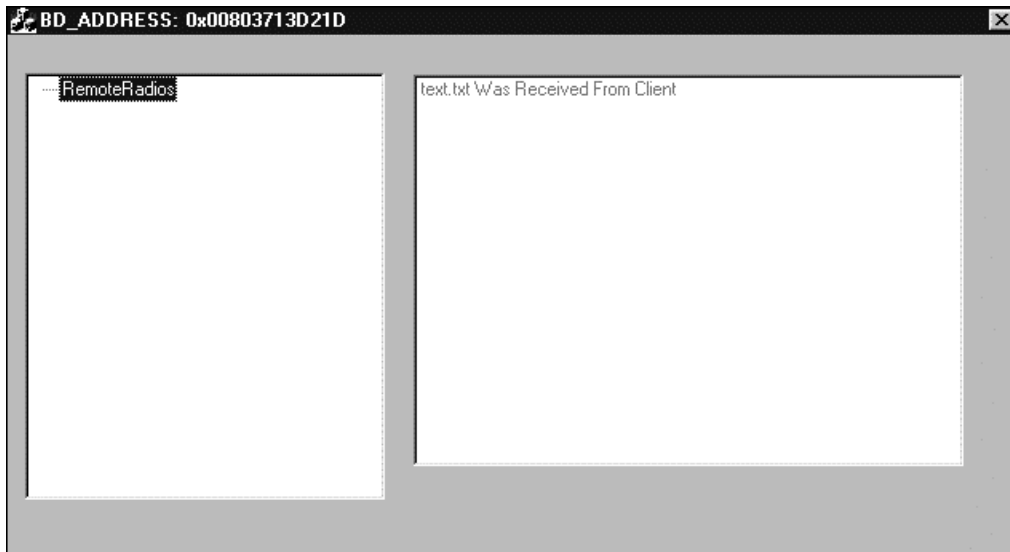 BD_ADDRESS: 0x00803713D21D
RemoteRadios
text.txt Was Received From Client